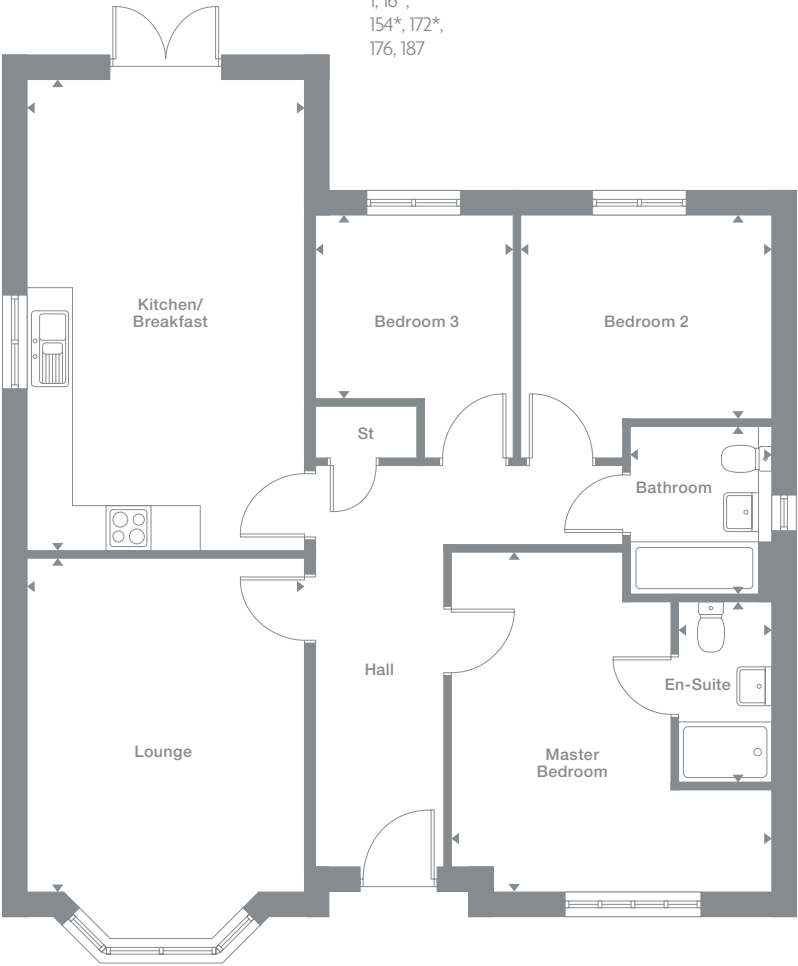 154*, 172*,
176, 187
Kitchen/
Breakfast
Bedroom 3
Bedroom 2
St
Bathroom
Hall
En-Suite
Lounge
Master
Bedroom